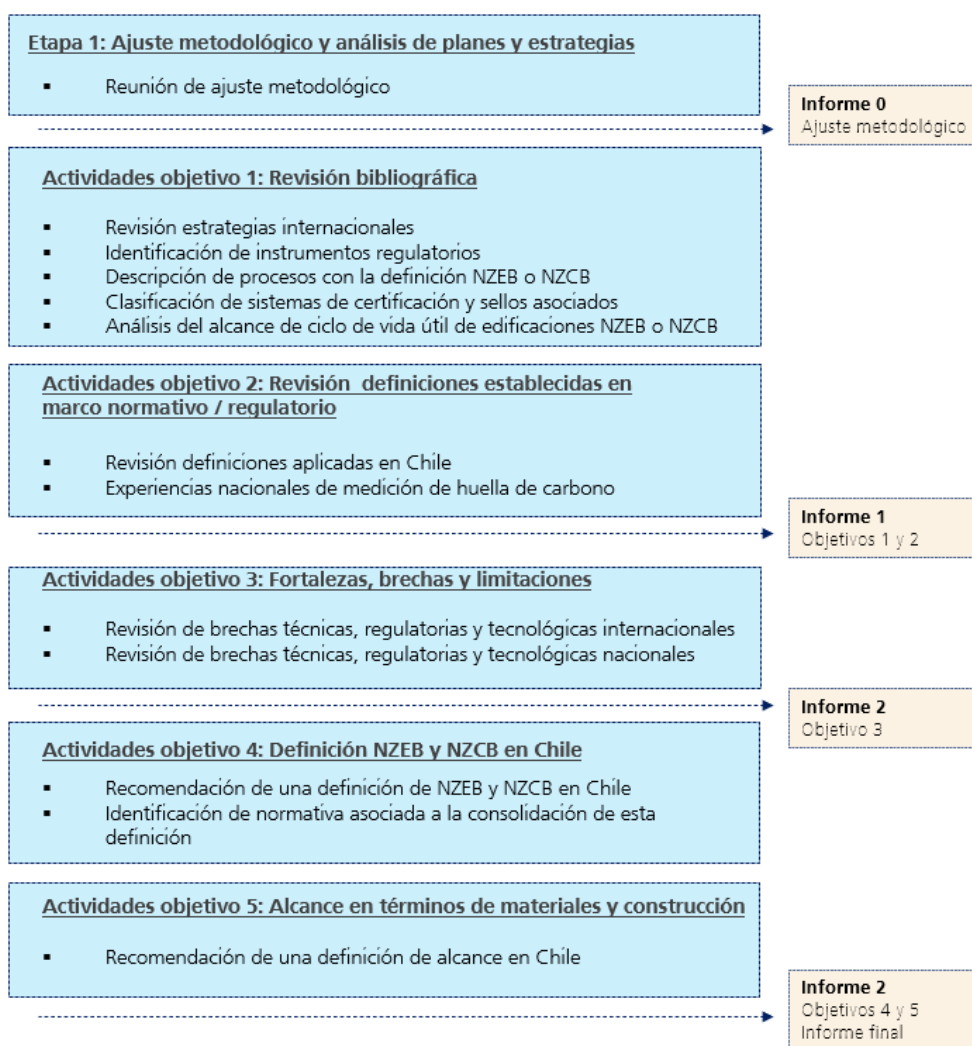 Etapa 1: Ajuste metodológico y análisis de planes y estrategias
▪ Reunión de ajuste metodológico
Informe 0
Ajuste metodológico
Actividades objetivo 1: Revisión bibliográfica
▪ Revisión estrategias internacionales
▪ Identificación de instrumentos regulatorios
▪ Descripción de procesos con la definición NZEB o NZCB
▪ Clasificación de sistemas de certificación y sellos asociados
▪ Análisis del alcance de ciclo de vida útil de edificaciones NZEB o NZCB
Actividades objetivo 2: Revisión definiciones establecidas en
marco normativo / regulatorio
▪ Revisión definiciones aplicadas en Chile
▪ Experiencias nacionales de medición de huella de carbono
Informe 1
Objetivos 1 y 2
Actividades objetivo 3: Fortalezas, brechas y limitaciones
▪ Revisión de brechas técnicas, regulatorias y tecnológicas internacionales
▪ Revisión de brechas técnicas, regulatorias y tecnológicas nacionales
Informe 2
Objetivo 3
Actividades objetivo 4: Definición NZEB y NZCB en Chile
▪ Recomendación de una definición de NZEB y NZCB en Chile
▪ Identificación de normativa asociada a la consolidación de esta
definición
Actividades objetivo 5: Alcance en términos de materiales y construcción
▪ Recomendación de una definición de alcance en Chile
Informe 2
Objetivos 4 y 5
Informe final